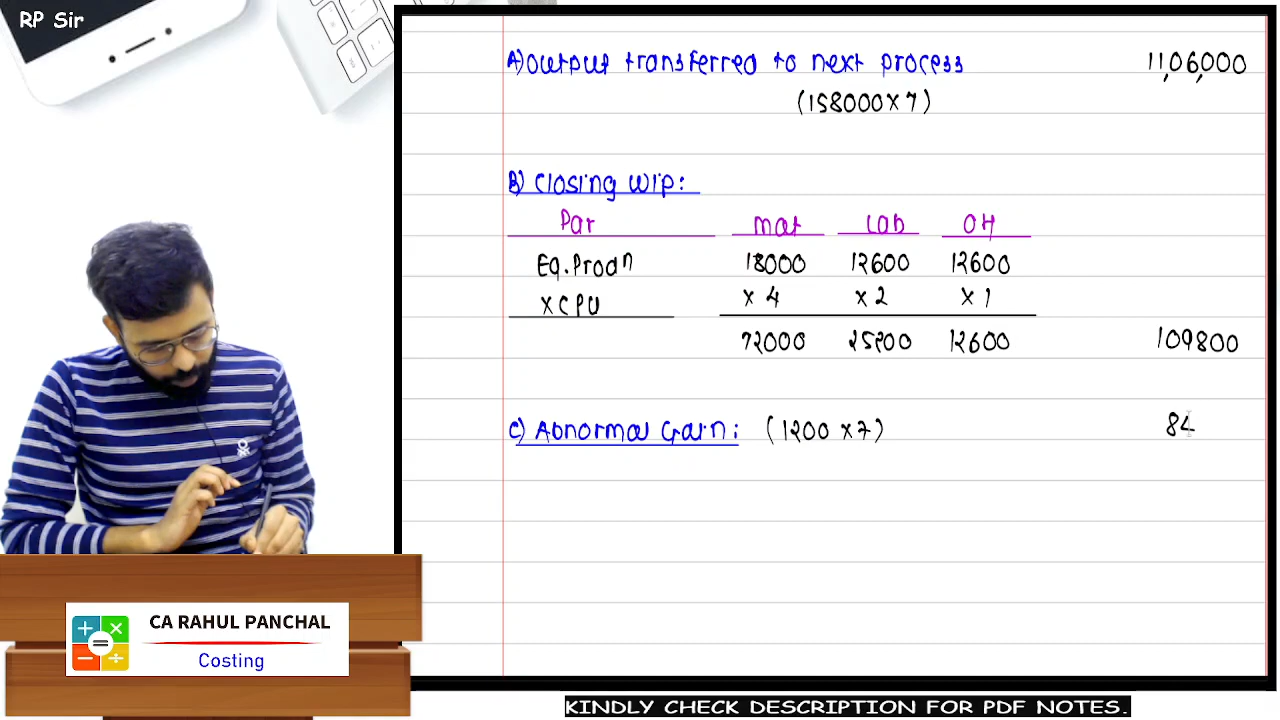 RP Sir
A) Output transferred to next process 11,06,000
(158000 x 7)
B) Closing WIP:
Par Mat Lab OH
Eq. Prodn 18000 12600 12600
x CPU x 4 x 2 x 1
72000 25200 12600 109800
C) Abnormal Gain: (1200 x 7) 84
CA RAHUL PANCHAL
Costing
KINDLY CHECK DESCRIPTION FOR PDF NOTES.